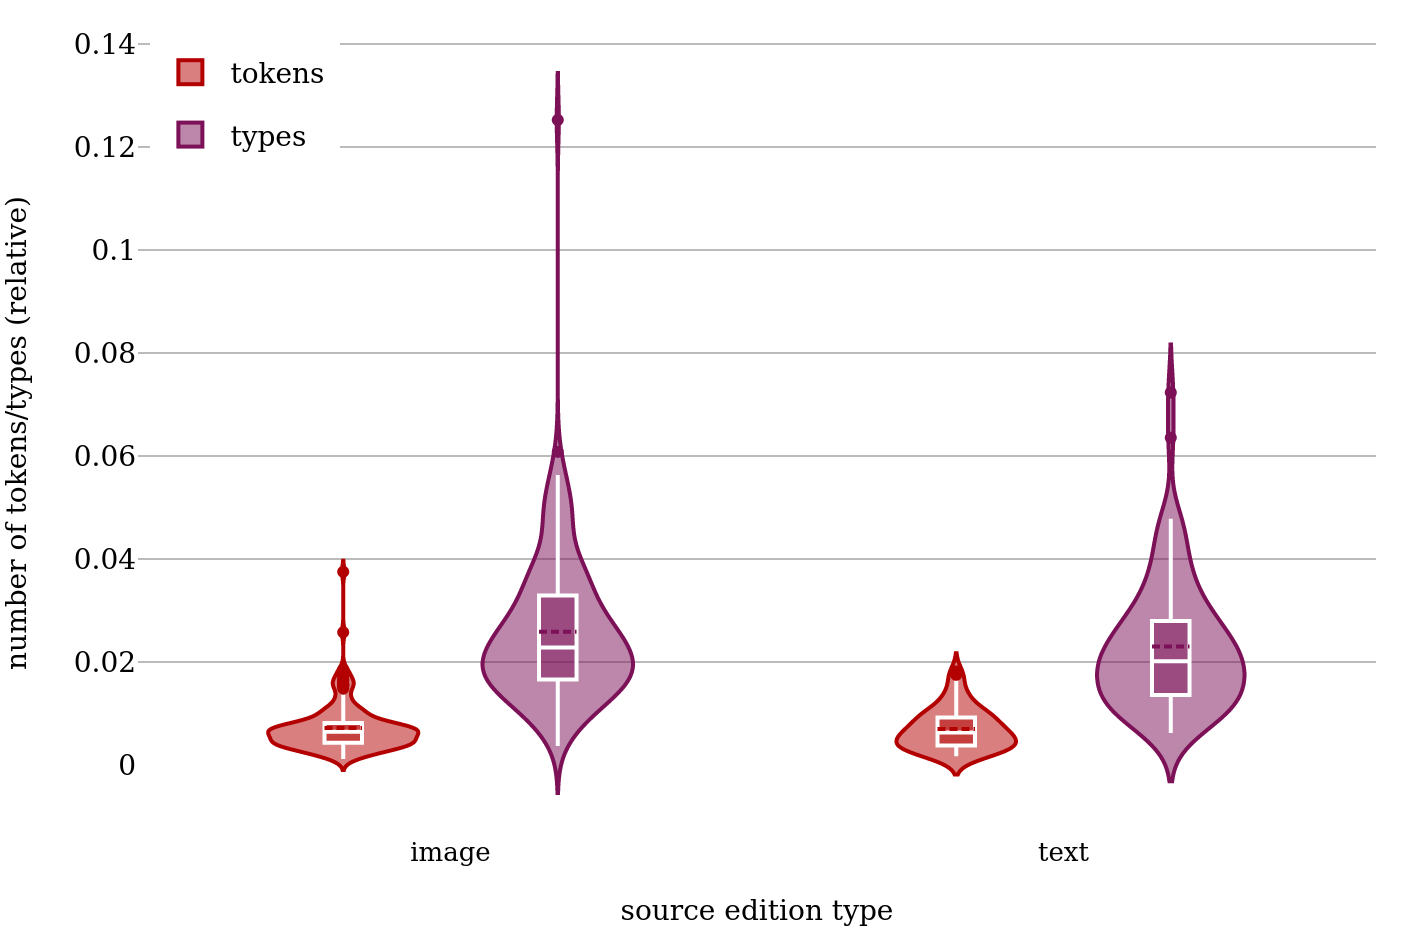 0.14
tokens
types
0.12
0.1
0.08
0.06
0.04
0.02
0
number of tokens/types (relative)
image
text
source edition type